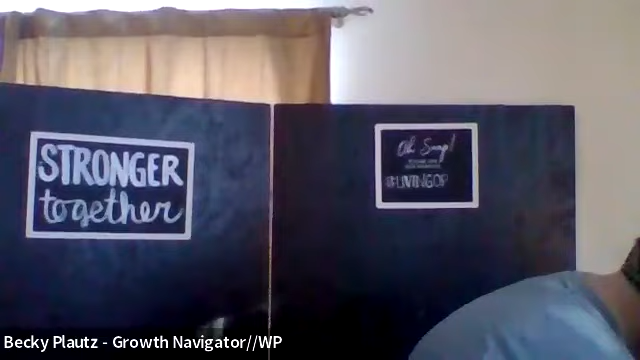 STRONGER
together
Oh Snap!
#LIVINGOP
Becky Plautz - Growth Navigator//WP